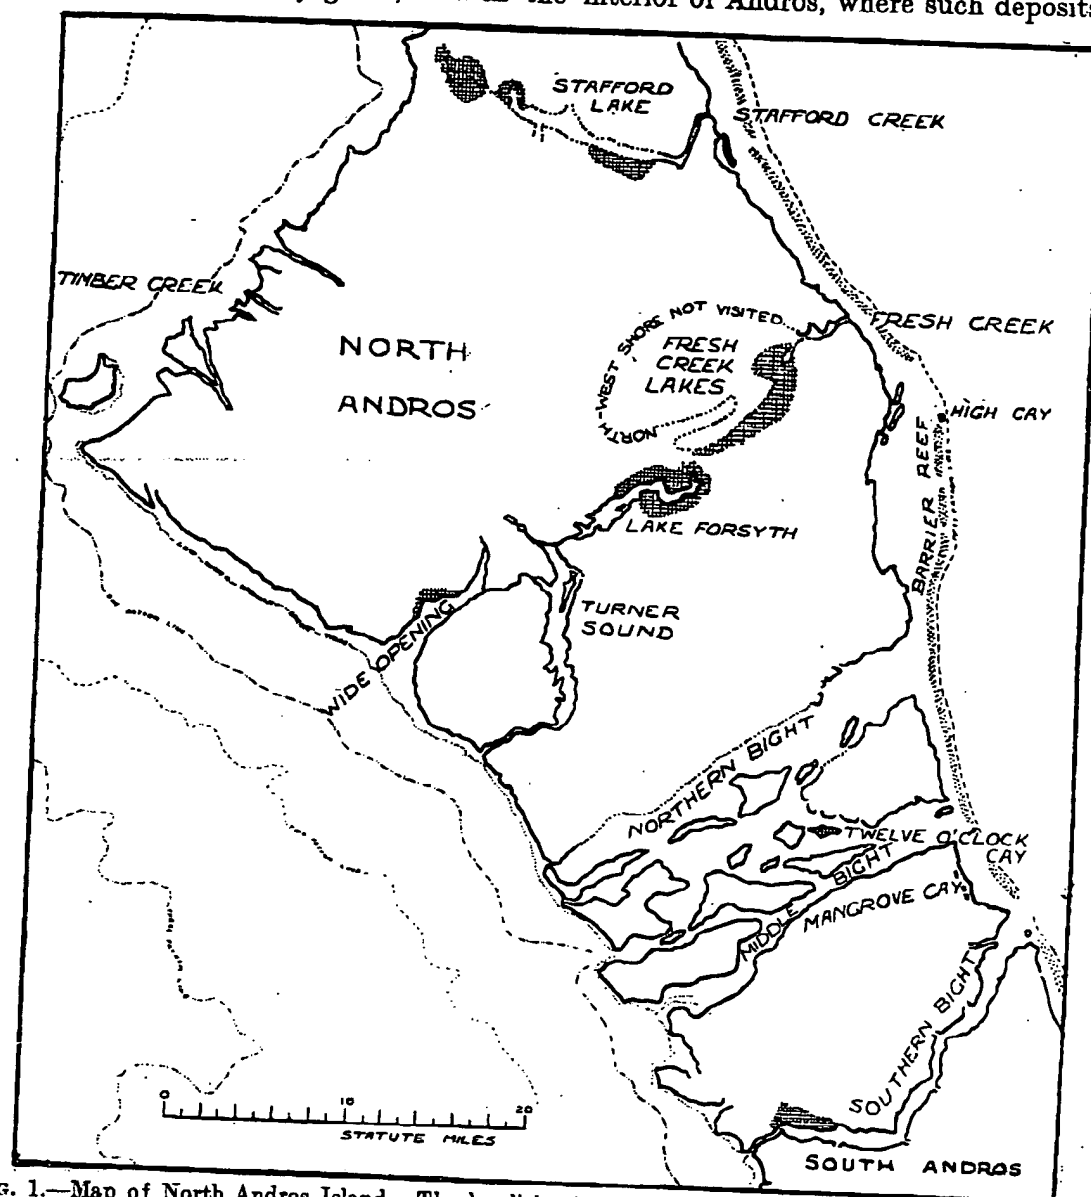 the interior of Andros, where such deposits
STAFFORD
LAKE
STAFFORD CREEK
TIMBER CREEK
NORTH
ANDROS
NORTH-WEST SHORE NOT VISITED
FRESH
CREEK
LAKES
FRESH CREEK
HIGH CAY
BARRIER REEF
LAKE FORSYTH
TURNER
SOUND
WIDE OPENING
NORTHERN BIGHT
TWELVE O'CLOCK
CAY
MIDDLE BIGHT
MANGROVE CAY
SOUTHERN BIGHT
0 10 20
STATUTE MILES
SOUTH ANDROS
G. 1.—Map of North Andros Island.